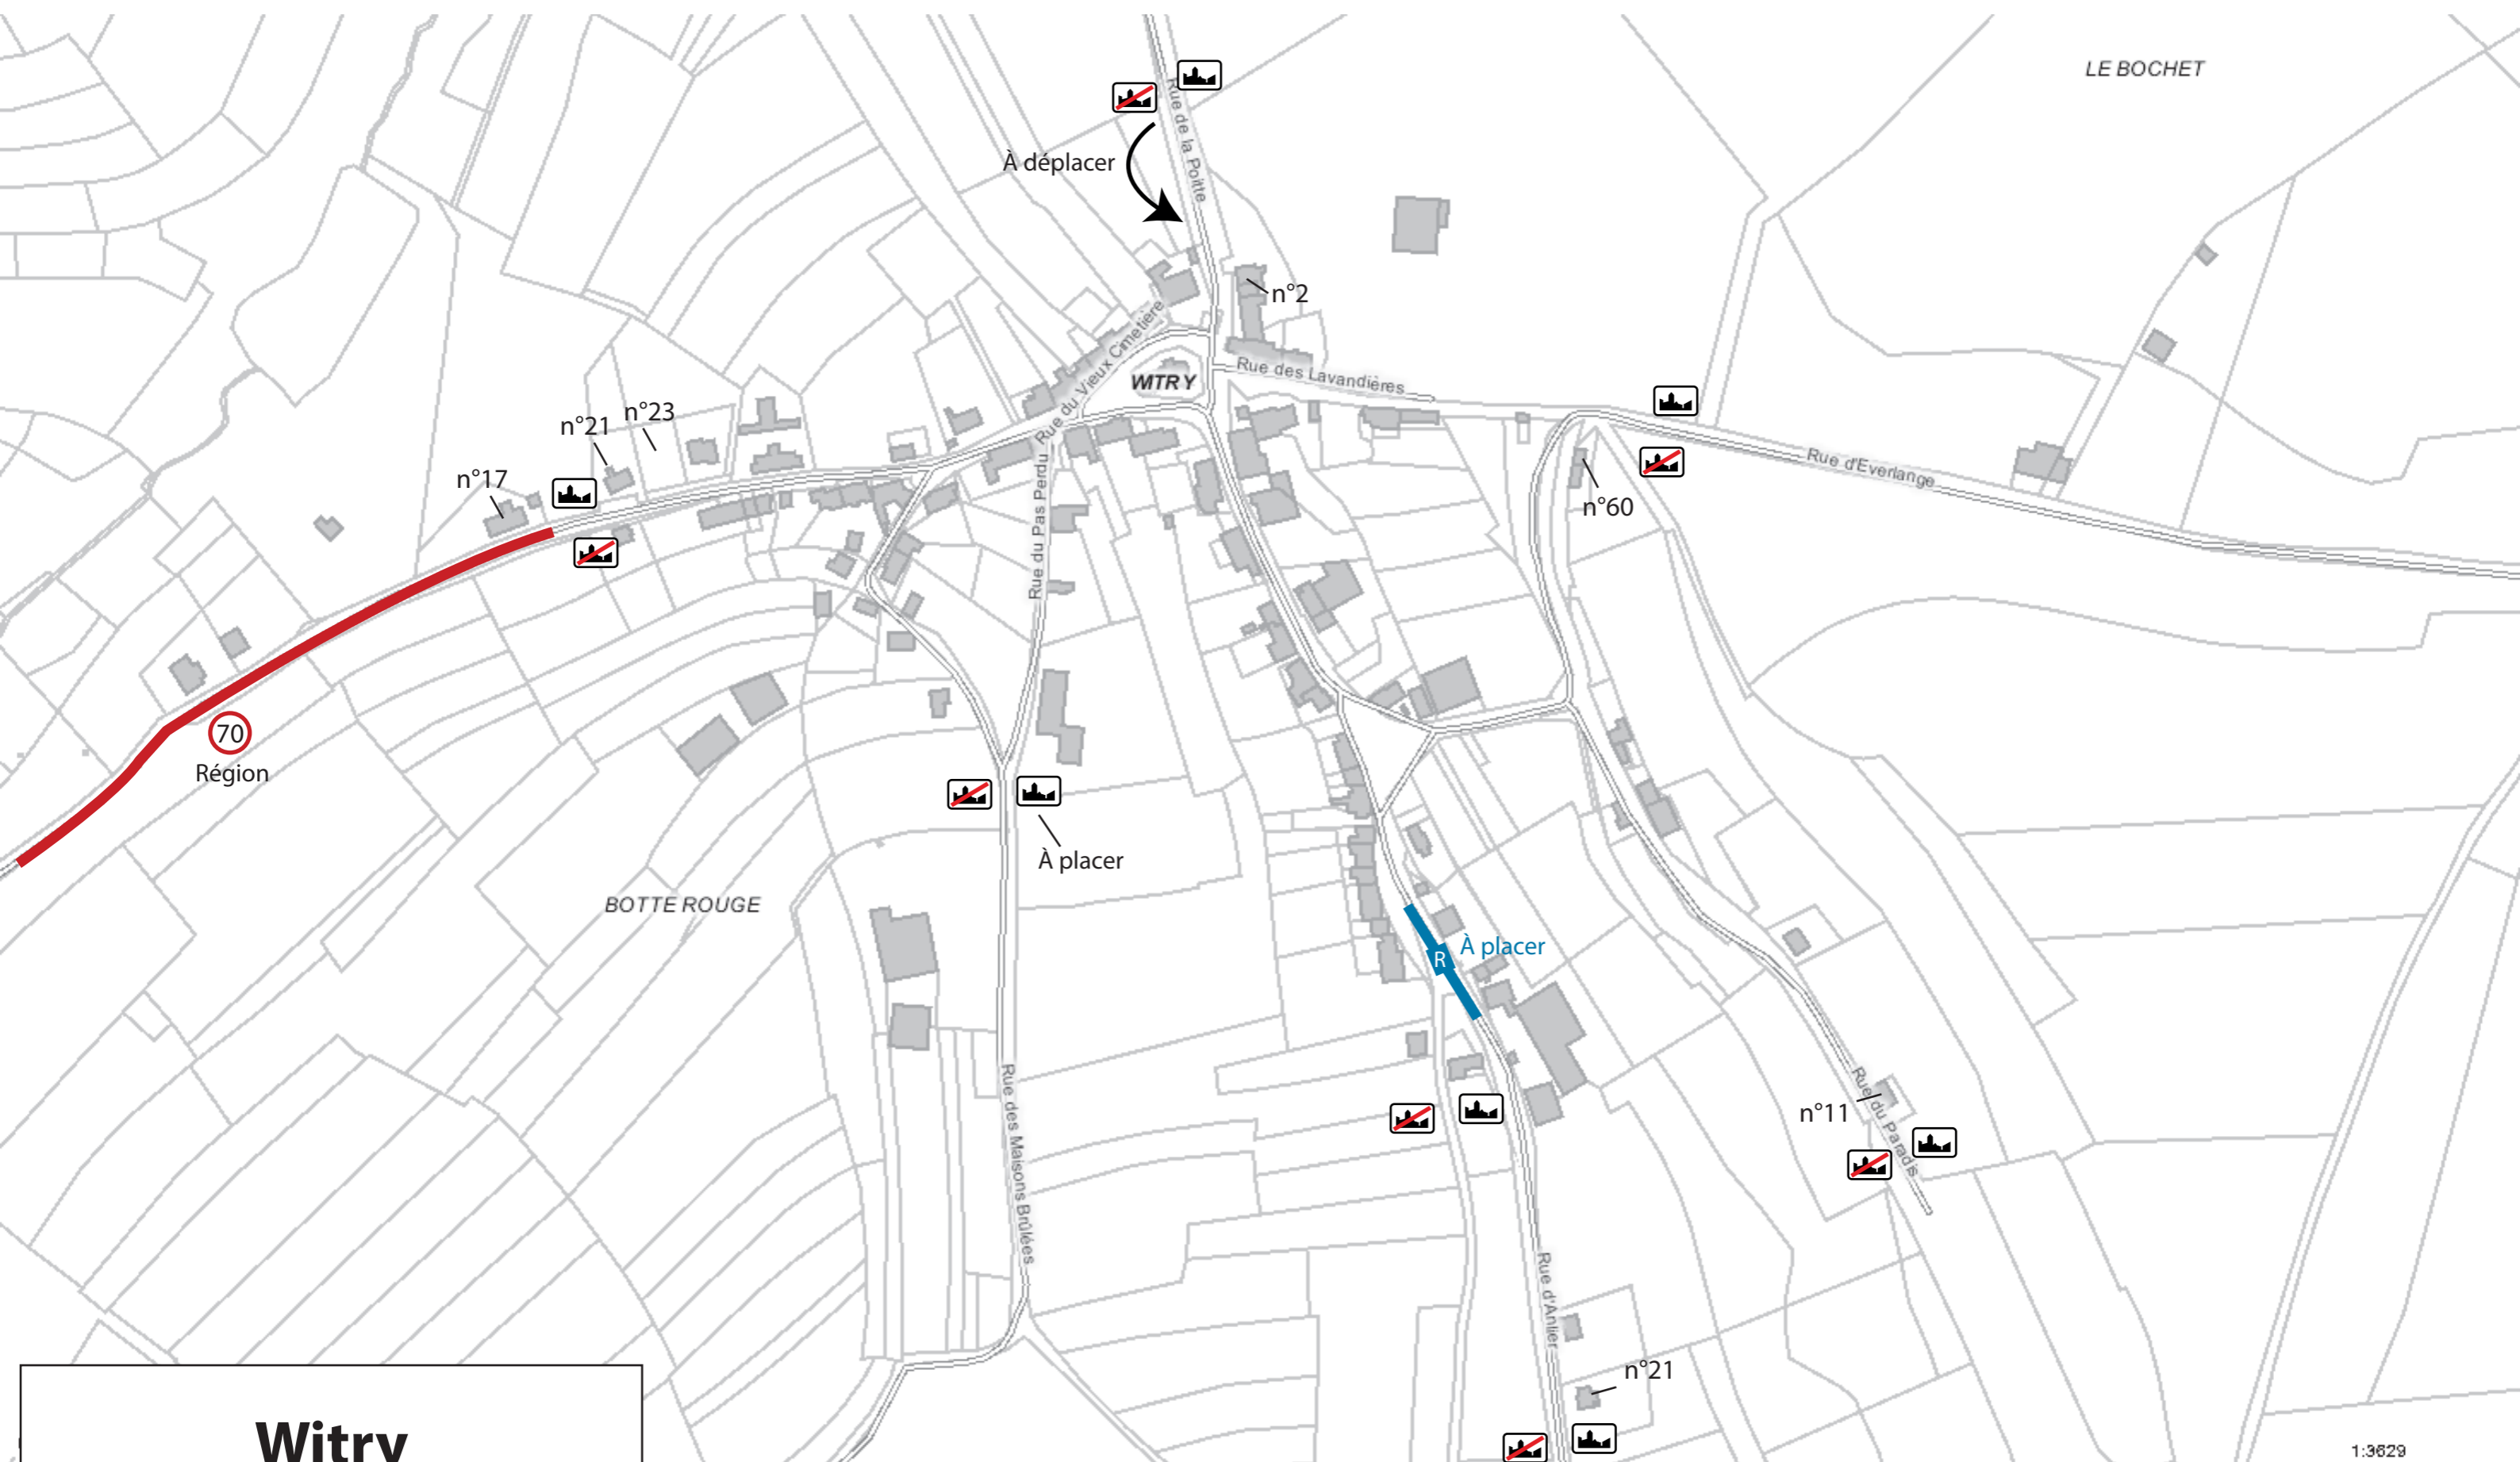 LE BOCHET
Rue de la Poitte
À déplacer
n°2
Rue du Vieux Cimetière
WITRY
Rue des Lavandières
n°21
n°23
n°17
Rue du Pas Perdu
Rue d'Everlange
n°60
70
Région
À placer
BOTTE ROUGE
À placer
R
Rue des Maisons Brûlées
Rue du Paradis
n°11
Rue d'Anlier
n°21
Witry
1:3629